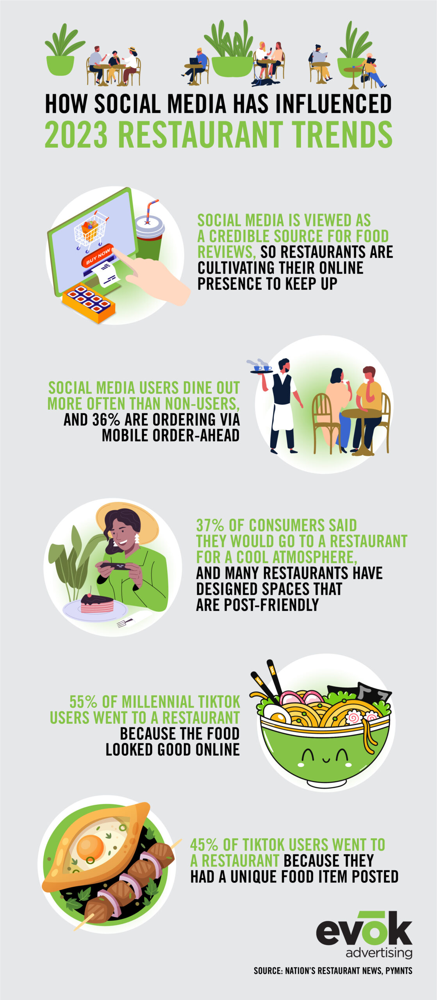 HOW SOCIAL MEDIA HAS INFLUENCED
2023 RESTAURANT TRENDS
BUY NOW
SOCIAL MEDIA IS VIEWED AS
A CREDIBLE SOURCE FOR FOOD
REVIEWS, SO RESTAURANTS ARE
CULTIVATING THEIR ONLINE
PRESENCE TO KEEP UP
SOCIAL MEDIA USERS DINE OUT
MORE OFTEN THAN NON-USERS,
AND 36% ARE ORDERING VIA
MOBILE ORDER-AHEAD
37% OF CONSUMERS SAID
THEY WOULD GO TO A RESTAURANT
FOR A COOL ATMOSPHERE,
AND MANY RESTAURANTS HAVE
DESIGNED SPACES THAT
ARE POST-FRIENDLY
55% OF MILLENNIAL TIKTOK
USERS WENT TO A RESTAURANT
BECAUSE THE FOOD
LOOKED GOOD ONLINE
45% OF TIKTOK USERS WENT TO
A RESTAURANT BECAUSE THEY
HAD A UNIQUE FOOD ITEM POSTED
evōk
advertising
SOURCE: NATION'S RESTAURANT NEWS, PYMNTS